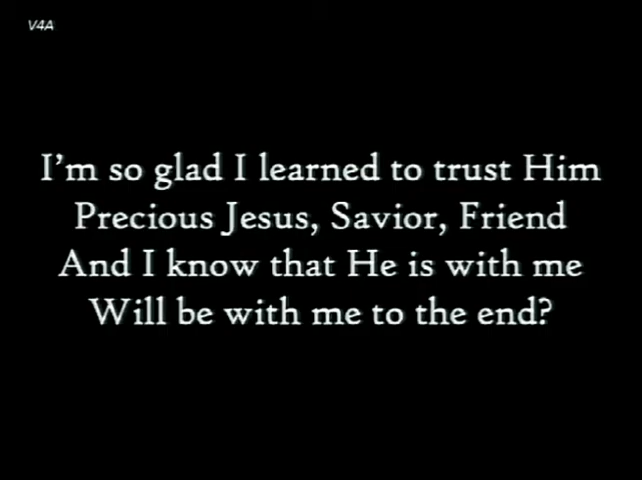 V4A
I'm so glad I learned to trust Him
Precious Jesus, Savior, Friend
And I know that He is with me
Will be with me to the end?